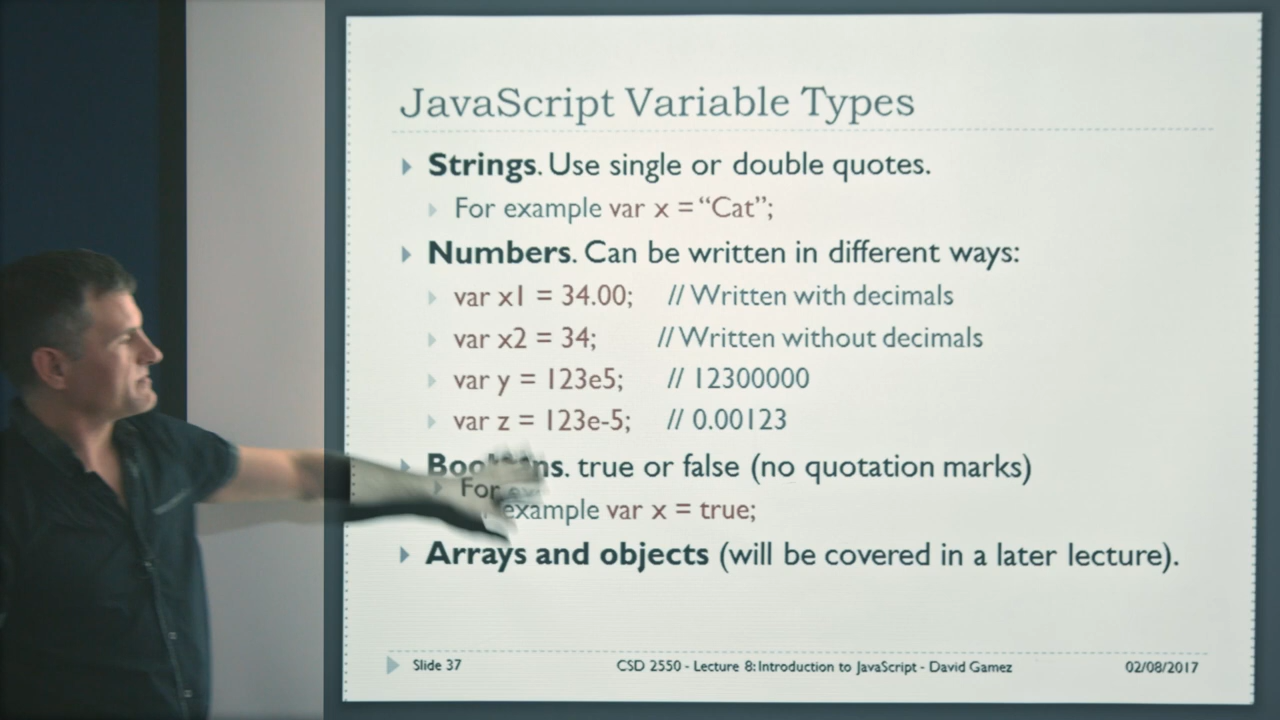 JavaScript Variable Types
Strings. Use single or double quotes.
For example var x = “Cat”;
Numbers. Can be written in different ways:
var x1 = 34.00; // Written with decimals
var x2 = 34; // Written without decimals
var y = 123e5; // 12300000
var z = 123e-5; // 0.00123
Booleans. true or false (no quotation marks)
For example var x = true;
Arrays and objects (will be covered in a later lecture).
Slide 37 CSD 2550 - Lecture 8: Introduction to JavaScript - David Gamez 02/08/2017